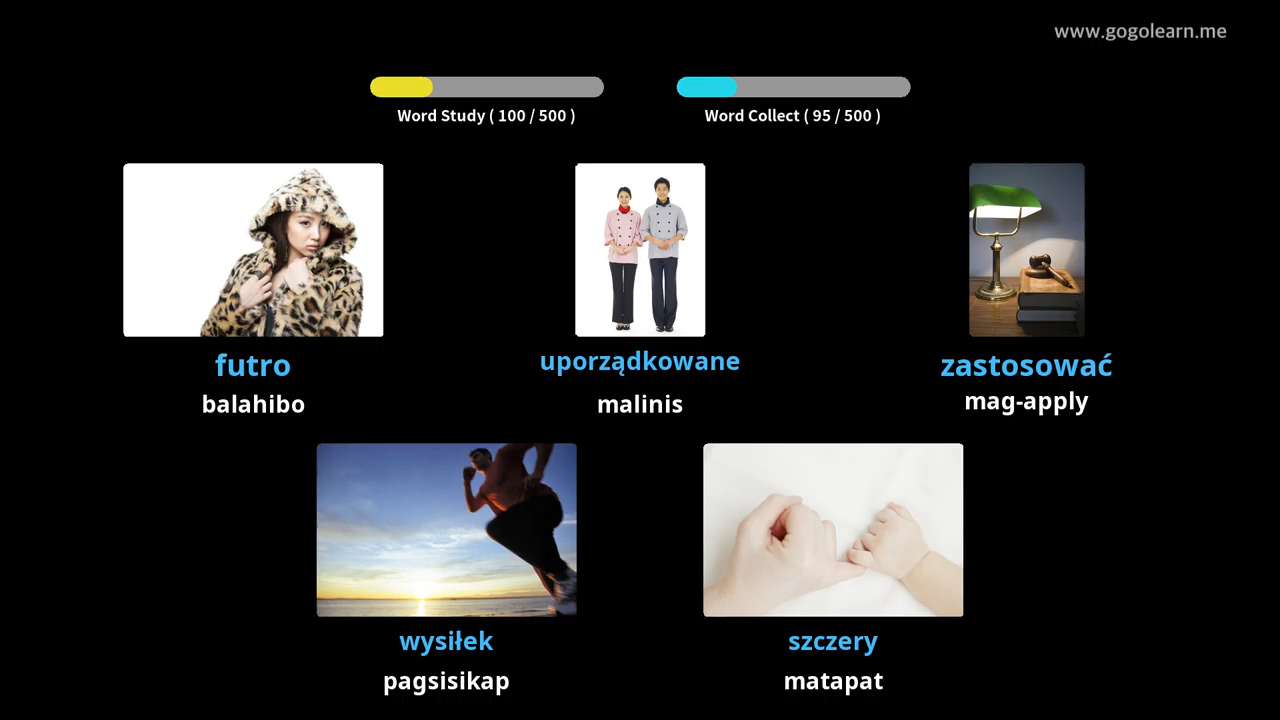 www.gogolearn.me
Word Study ( 100 / 500 )
Word Collect ( 95 / 500 )
futro
balahibo
uporządkowane
malinis
zastosować
mag-apply
wysiłek
pagsisikap
szczery
matapat